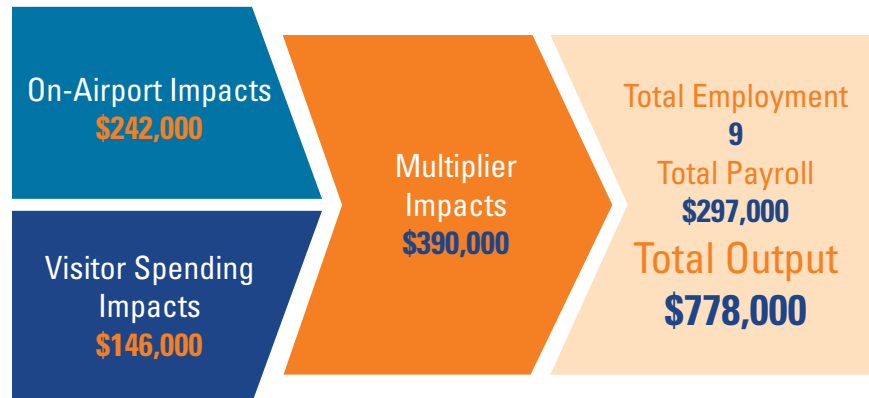 On-Airport Impacts
$242,000
Visitor Spending
Impacts
$146,000
Multiplier
Impacts
$390,000
Total Employment
9
Total Payroll
$297,000
Total Output
$778,000